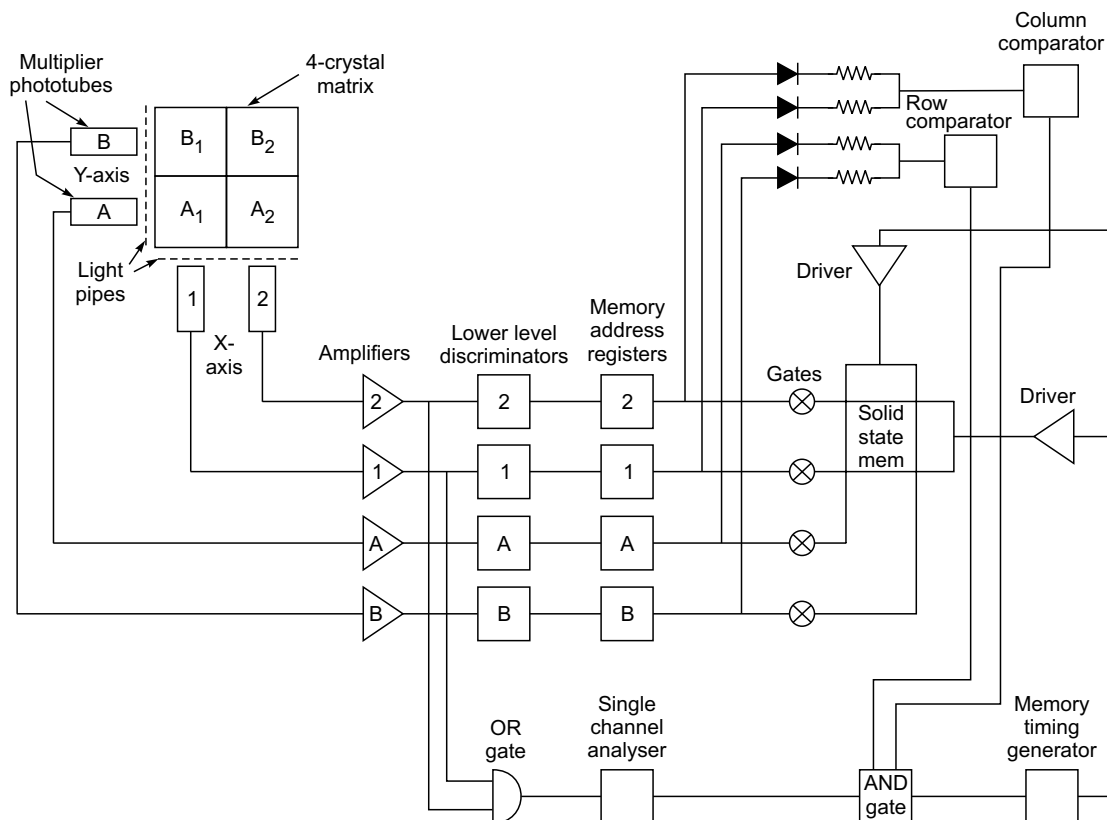 Column
comparator
Multiplier
phototubes
4-crystal
matrix
Row
comparator
B
B1
B2
Y-axis
A
A1
A2
Light
pipes
1
2
X-
axis
Driver
Amplifiers
Lower level
discriminators
Memory
address
registers
Gates
Driver
2
2
2
Solid
state
mem
1
1
1
A
A
A
B
B
B
OR
gate
Single
channel
analyser
Memory
timing
generator
AND
gate